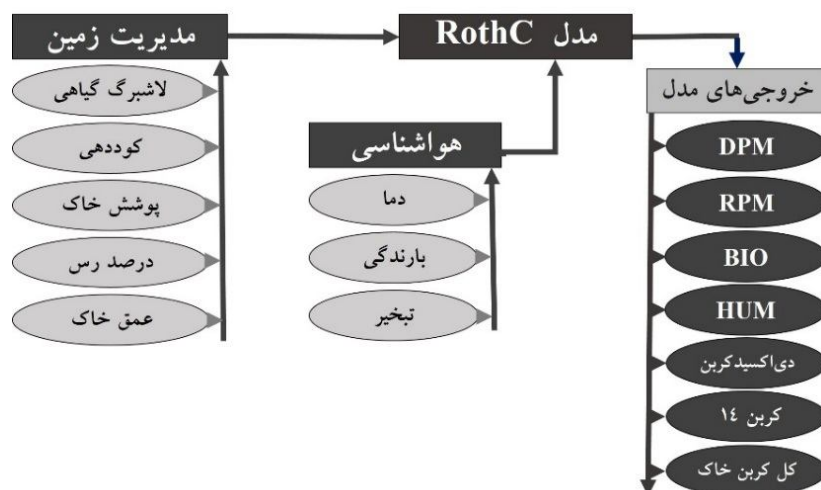 مدیریت زمین
لاشبرگ گیاهی
کوددهی
پوشش خاک
درصد رس
عمق خاک
مدل RothC
هواشناسی
دما
بارندگی
تبخیر
خروجی‌های مدل
DPM
RPM
BIO
HUM
دی‌اکسیدکربن
کربن ١٤
کل کربن خاک